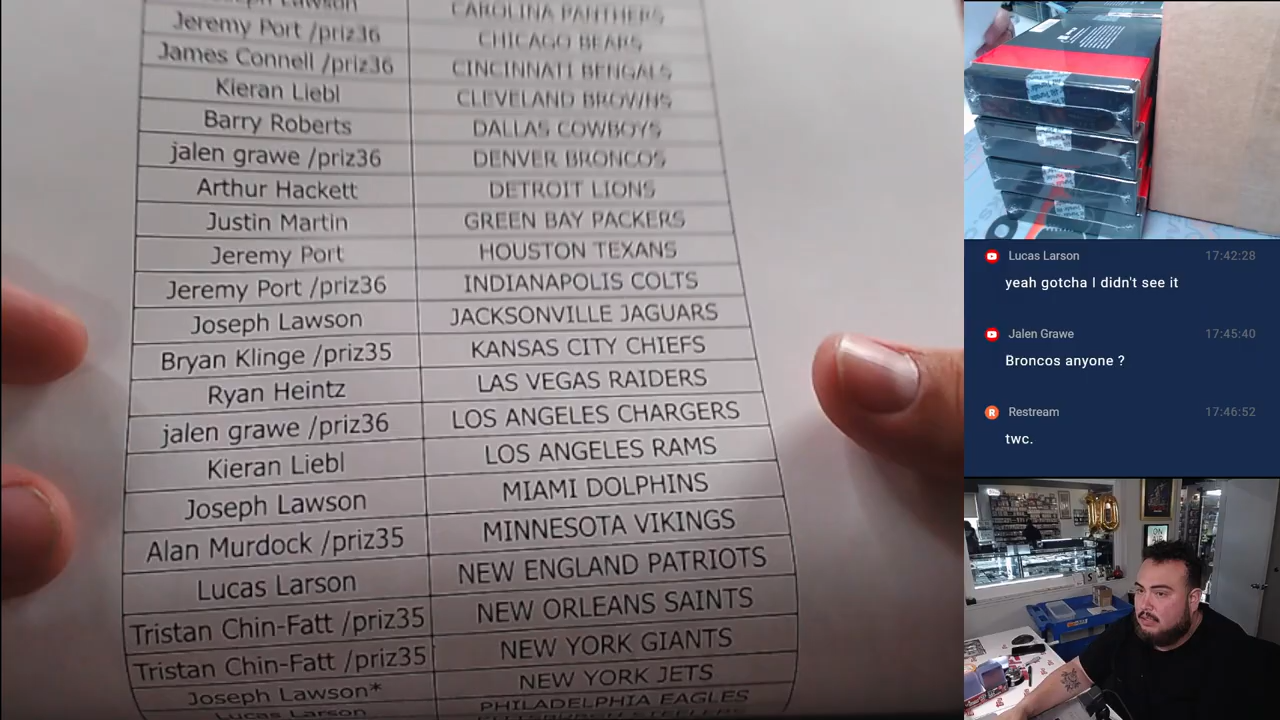 Lawson CAROLINA PANTHERS
Jeremy Port /priz36 CHICAGO BEARS
James Connell /priz36 CINCINNATI BENGALS
Kieran Liebl CLEVELAND BROWNS
Barry Roberts DALLAS COWBOYS
jalen grawe /priz36 DENVER BRONCOS
Arthur Hackett DETROIT LIONS
Justin Martin GREEN BAY PACKERS
Jeremy Port HOUSTON TEXANS
Jeremy Port /priz36 INDIANAPOLIS COLTS
Joseph Lawson JACKSONVILLE JAGUARS
Bryan Klinge /priz35 KANSAS CITY CHIEFS
Ryan Heintz LAS VEGAS RAIDERS
jalen grawe /priz36 LOS ANGELES CHARGERS
Kieran Liebl LOS ANGELES RAMS
Joseph Lawson MIAMI DOLPHINS
Alan Murdock /priz35 MINNESOTA VIKINGS
Lucas Larson NEW ENGLAND PATRIOTS
Tristan Chin-Fatt /priz35 NEW ORLEANS SAINTS
Tristan Chin-Fatt /priz35 NEW YORK GIANTS
Joseph Lawson* NEW YORK JETS
Lucas Larson PHILADELPHIA EAGLES
Lucas Larson 17:42:28
yeah gotcha I didn't see it
Jalen Grawe 17:45:40
Broncos anyone ?
R Restream 17:46:52
twc.
10